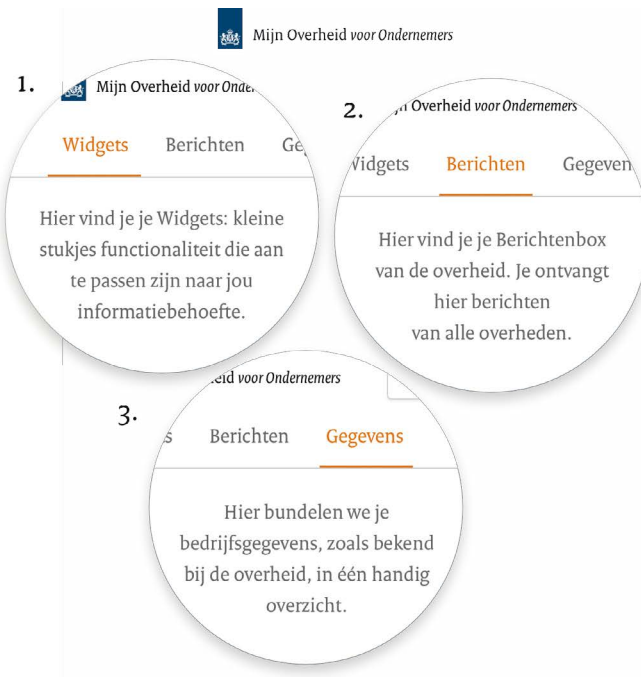 Mijn Overheid voor Ondernemers
1.
Mijn Overheid voor
Widgets Berichten
Hier vind je je Widgets: kleine
stukjes functionaliteit die aan
te passen zijn naar jou
informatiebehoefte.
2.
Overheid voor Ondernemers
Widgets Berichten Gegeven
Hier vind je je Berichtenbox
van de overheid. Je ontvangt
hier berichten
van alle overheden.
3.
eid voor Ondernemers
s Berichten Gegevens
Hier bundelen we je
bedrijfsgegevens, zoals bekend
bij de overheid, in één handig
overzicht.